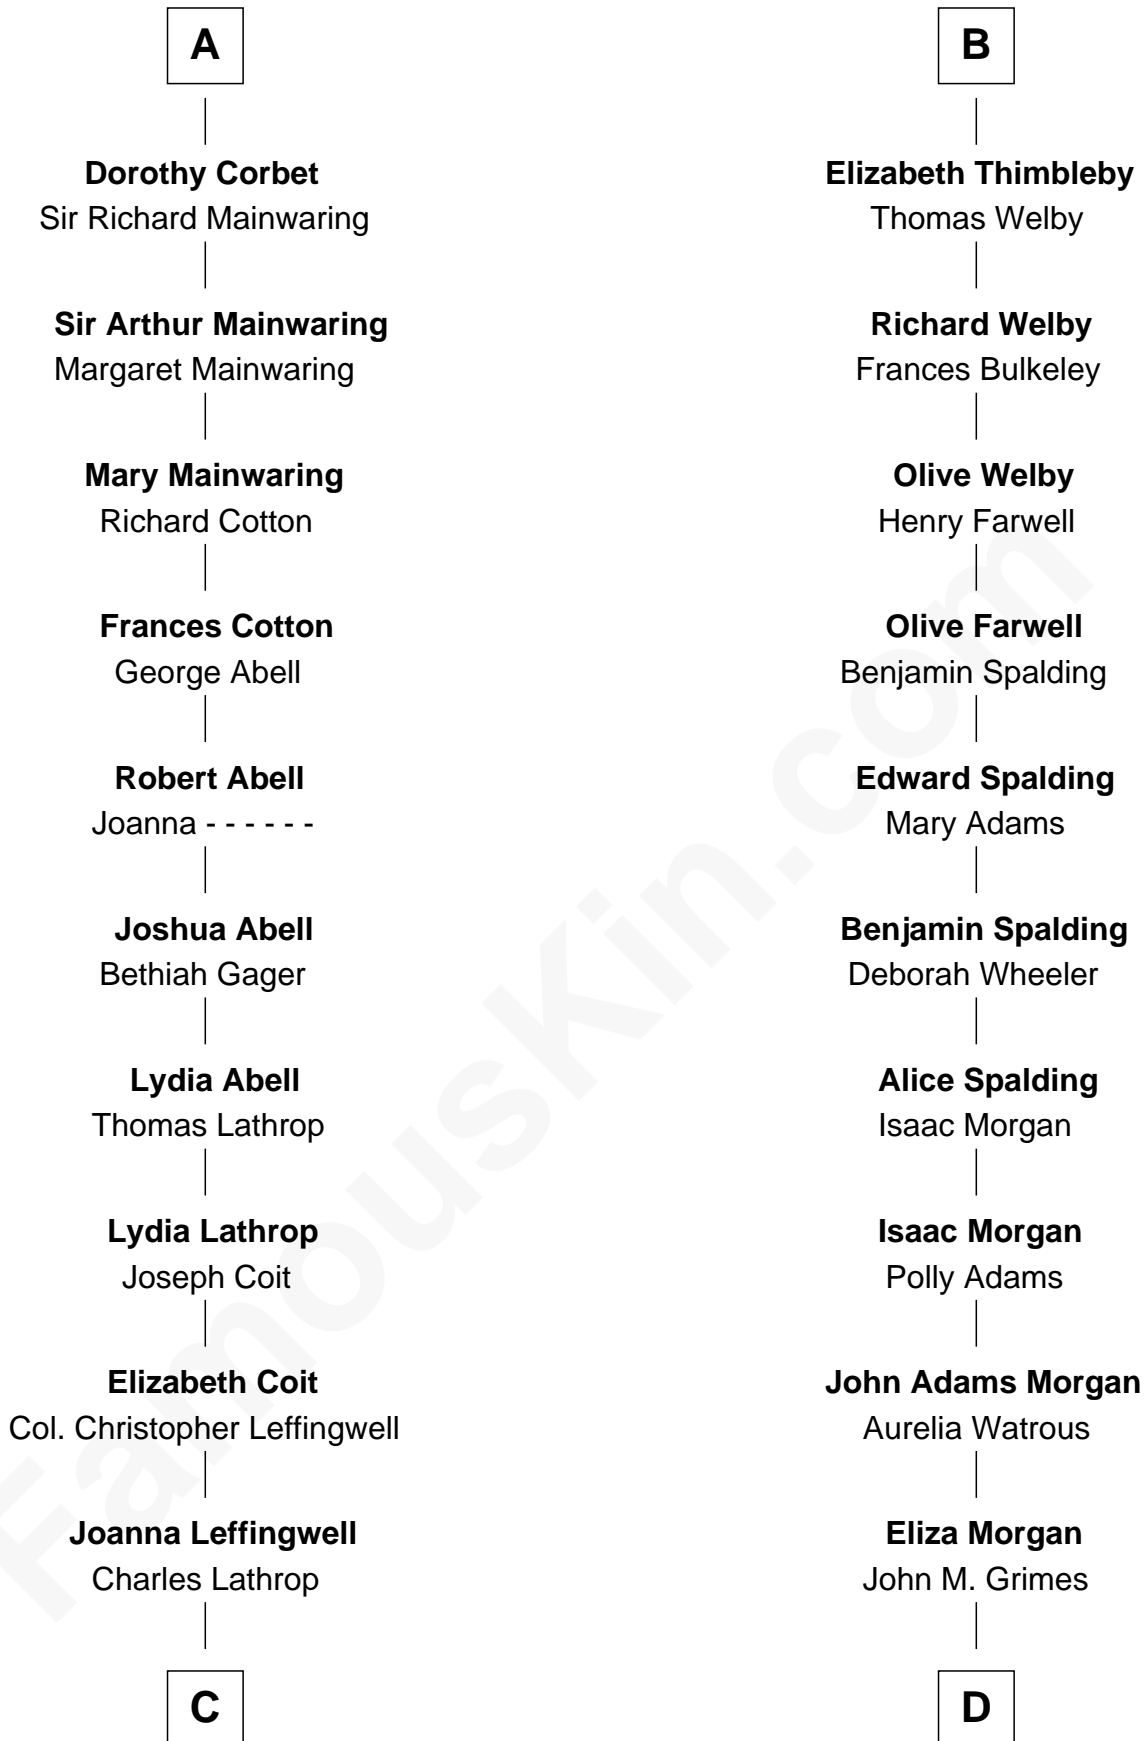 A
Dorothy Corbet
Sir Richard Mainwaring
Sir Arthur Mainwaring
Margaret Mainwaring
Mary Mainwaring
Richard Cotton
Frances Cotton
George Abell
Robert Abell
Joanna - - - - - -
Joshua Abell
Bethiah Gager
Lydia Abell
Thomas Lathrop
Lydia Lathrop
Joseph Coit
Elizabeth Coit
Col. Christopher Leffingwell
Joanna Leffingwell
Charles Lathrop
C
B
Elizabeth Thimbleby
Thomas Welby
Richard Welby
Frances Bulkeley
Olive Welby
Henry Farwell
Olive Farwell
Benjamin Spalding
Edward Spalding
Mary Adams
Benjamin Spalding
Deborah Wheeler
Alice Spalding
Isaac Morgan
Isaac Morgan
Polly Adams
John Adams Morgan
Aurelia Watrous
Eliza Morgan
John M. Grimes
D
FamousKin.com